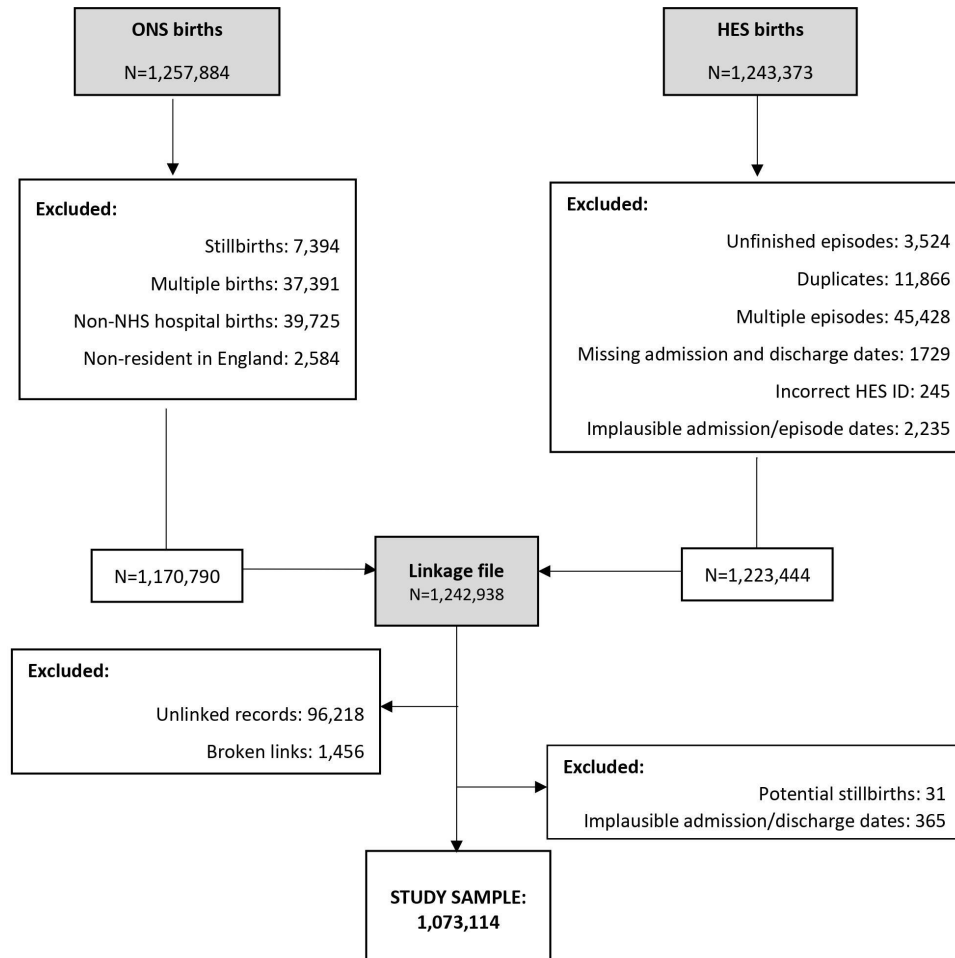 ONS births
N=1,257,884
HES births
N=1,243,373
Excluded:
Stillbirths: 7,394
Multiple births: 37,391
Non-NHS hospital births: 39,725
Non-resident in England: 2,584
Excluded:
Unfinished episodes: 3,524
Duplicates: 11,866
Multiple episodes: 45,428
Missing admission and discharge dates: 1729
Incorrect HES ID: 245
Implausible admission/episode dates: 2,235
N=1,170,790
Linkage file
N=1,242,938
N=1,223,444
Excluded:
Unlinked records: 96,218
Broken links: 1,456
Excluded:
Potential stillbirths: 31
Implausible admission/discharge dates: 365
STUDY SAMPLE:
1,073,114